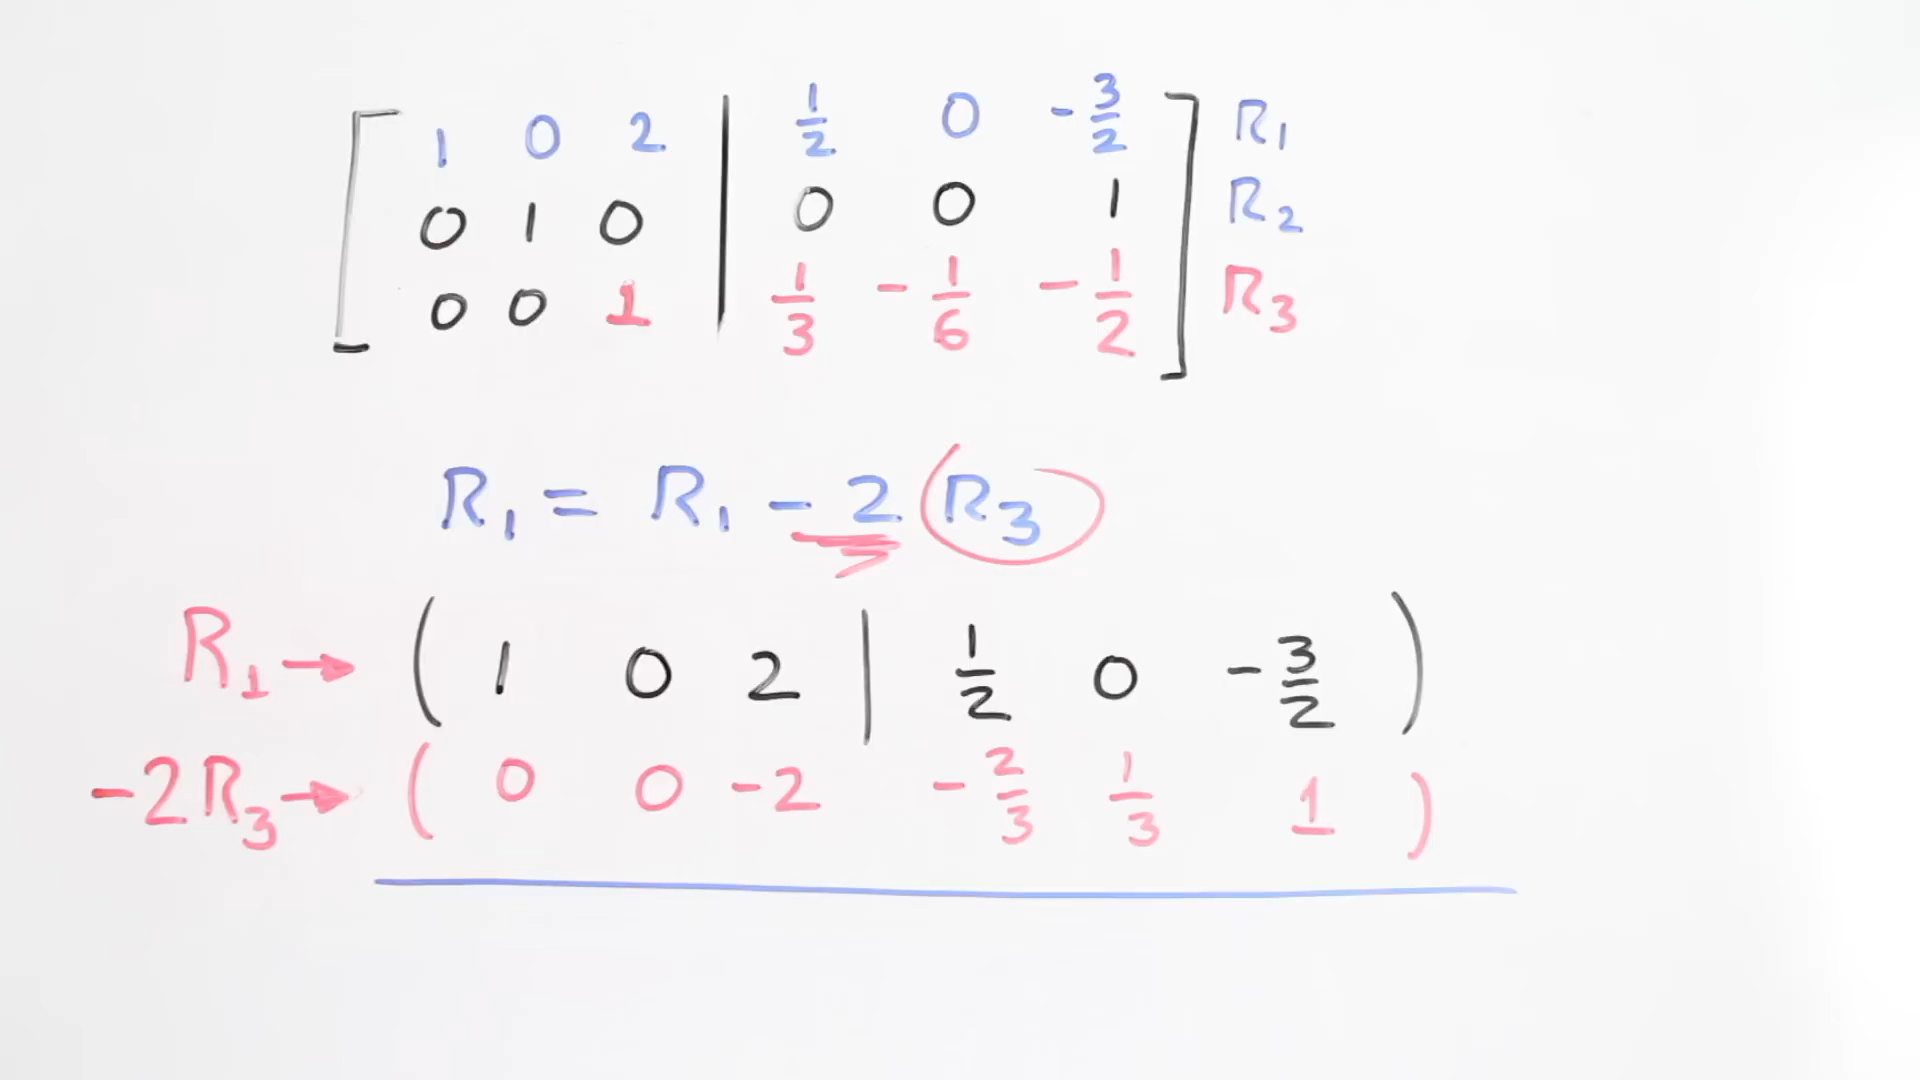 1 0 2 | 1/2 0 -3/2 R1
0 1 0 | 0 0 1 R2
0 0 1 | 1/3 -1/6 -1/2 R3
R1 = R1 - 2 R3
R1 → ( 1 0 2 | 1/2 0 -3/2 )
-2R3 → ( 0 0 -2 -2/3 1/3 1 )